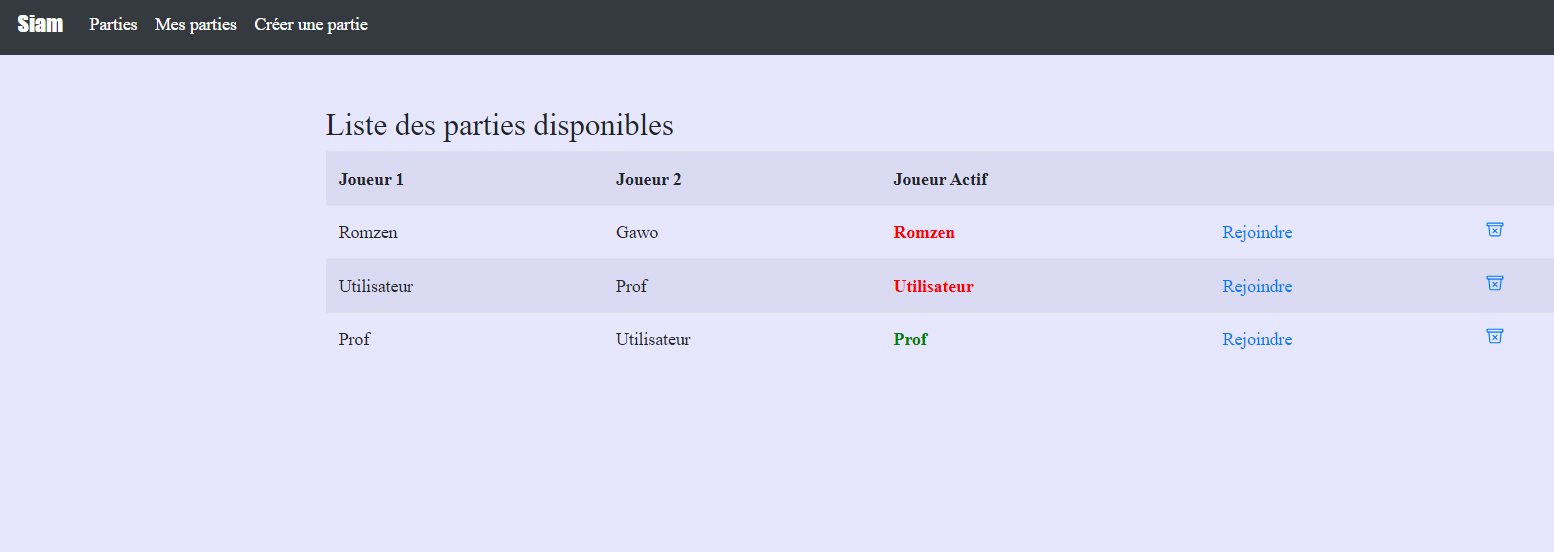 Siam Parties Mes parties Créer une partie
Liste des parties disponibles
Joueur 1 Joueur 2 Joueur Actif
Romzen Gawo Romzen Rejoindre
Utilisateur Prof Utilisateur Rejoindre
Prof Utilisateur Prof Rejoindre